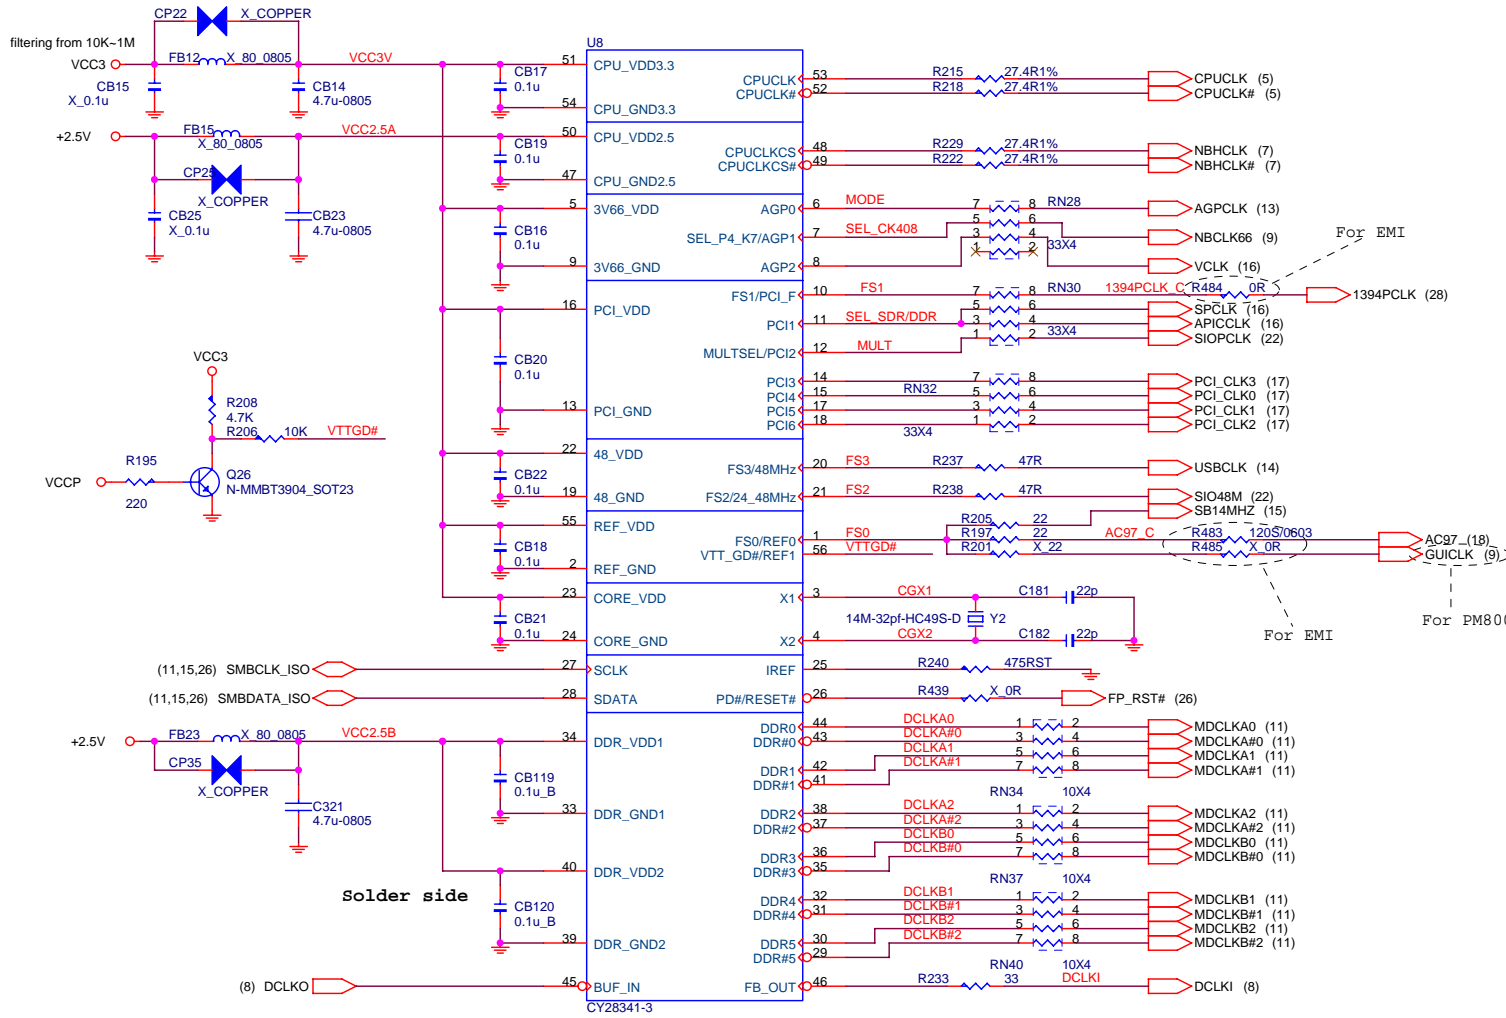 CP22 X_COPPER
filtering from 10K~1M
VCC3 FB12 X_80_0805 VCC3V
CB15 X_0.1u
CB14 4.7u-0805
+2.5V FB15 X_80_0805 VCC2.5A
CP25 X_COPPER
CB25 X_0.1u
CB23 4.7u-0805
CB17 0.1u
CB19 0.1u
CB16 0.1u
CB20 0.1u
CB22 0.1u
CB18 0.1u
CB21 0.1u
VCC3
R208 4.7K
R206 10K VTTGD#
VCCP R195 220
Q26 N-MMBT3904_SOT23
(11,15,26) SMBCLK_ISO
(11,15,26) SMBDATA_ISO
+2.5V FB23 X_80_0805 VCC2.5B
CP35 X_COPPER
C321 4.7u-0805
CB119 0.1u_B
Solder side
CB120 0.1u_B
(8) DCLKO
U8
51 CPU_VDD3.3
54 CPU_GND3.3
50 CPU_VDD2.5
47 CPU_GND2.5
5 3V66_VDD
9 3V66_GND
16 PCI_VDD
13 PCI_GND
22 48_VDD
19 48_GND
55 REF_VDD
2 REF_GND
23 CORE_VDD
24 CORE_GND
27 SCLK
28 SDATA
34 DDR_VDD1
33 DDR_GND1
40 DDR_VDD2
39 DDR_GND2
45 BUF_IN
CY28341-3
CPUCLK 53 R215 27.4R1% CPUCLK (5)
CPUCLK# 52 R218 27.4R1% CPUCLK# (5)
CPUCLKCS 48 R229 27.4R1% NBHCLK (7)
CPUCLKCS# 49 R222 27.4R1% NBHCLK# (7)
AGP0 6 MODE 7 8 RN28 AGPCLK (13)
SEL_P4_K7/AGP1 7 SEL_CK408 5 6 NBCLK66 (9)
AGP2 8 3 4 VCLK (16)
1 2 33X4
For EMI
FS1/PCI_F 10 FS1 7 8 RN30 1394PCLK_C R484 0R 1394PCLK (28)
5 6 SPCLK (16)
PCI1 11 SEL_SDR/DDR 3 4 APICCLK (16)
MULTSEL/PCI2 12 MULT 1 2 33X4 SIOPCLK (22)
PCI3 14 7 8 PCI_CLK3 (17)
PCI4 15 RN32 5 6 PCI_CLK0 (17)
PCI5 17 3 4 PCI_CLK1 (17)
PCI6 18 33X4 1 2 PCI_CLK2 (17)
FS3/48MHz 20 FS3 R237 47R USBCLK (14)
FS2/24_48MHz 21 FS2 R238 47R SIO48M (22)
R205 22 SB14MHZ (15)
FS0/REF0 1 FS0 R197 22 AC97_C R483 120S/0603 AC97_(18)
VTT_GD#/REF1 56 VTTGD# R201 X_22 R485 X_0R GUICLK (9)
For EMI
For PM800
X1 3 CGX1 C181 22p
14M-32pf-HC49S-D Y2
X2 4 CGX2 C182 22p
IREF 25 R240 475RST
PD#/RESET# 26 R439 X_0R FP_RST# (26)
DDR0 44 DCLKA0 1 2 MDCLKA0 (11)
DDR#0 43 DCLKA#0 3 4 MDCLKA#0 (11)
DDR1 42 DCLKA1 5 6 MDCLKA1 (11)
DDR#1 41 DCLKA#1 7 8 MDCLKA#1 (11)
RN34 10X4
DDR2 38 DCLKA2 1 2 MDCLKA2 (11)
DDR#2 37 DCLKA#2 3 4 MDCLKA#2 (11)
DDR3 36 DCLKB0 5 6 MDCLKB0 (11)
DDR#3 35 DCLKB#0 7 8 MDCLKB#0 (11)
RN37 10X4
DDR4 32 DCLKB1 1 2 MDCLKB1 (11)
DDR#4 31 DCLKB#1 3 4 MDCLKB#1 (11)
DDR5 30 DCLKB2 5 6 MDCLKB2 (11)
DDR#5 29 DCLKB#2 7 8 MDCLKB#2 (11)
RN40 10X4
FB_OUT 46 R233 33 DCLKI DCLKI (8)